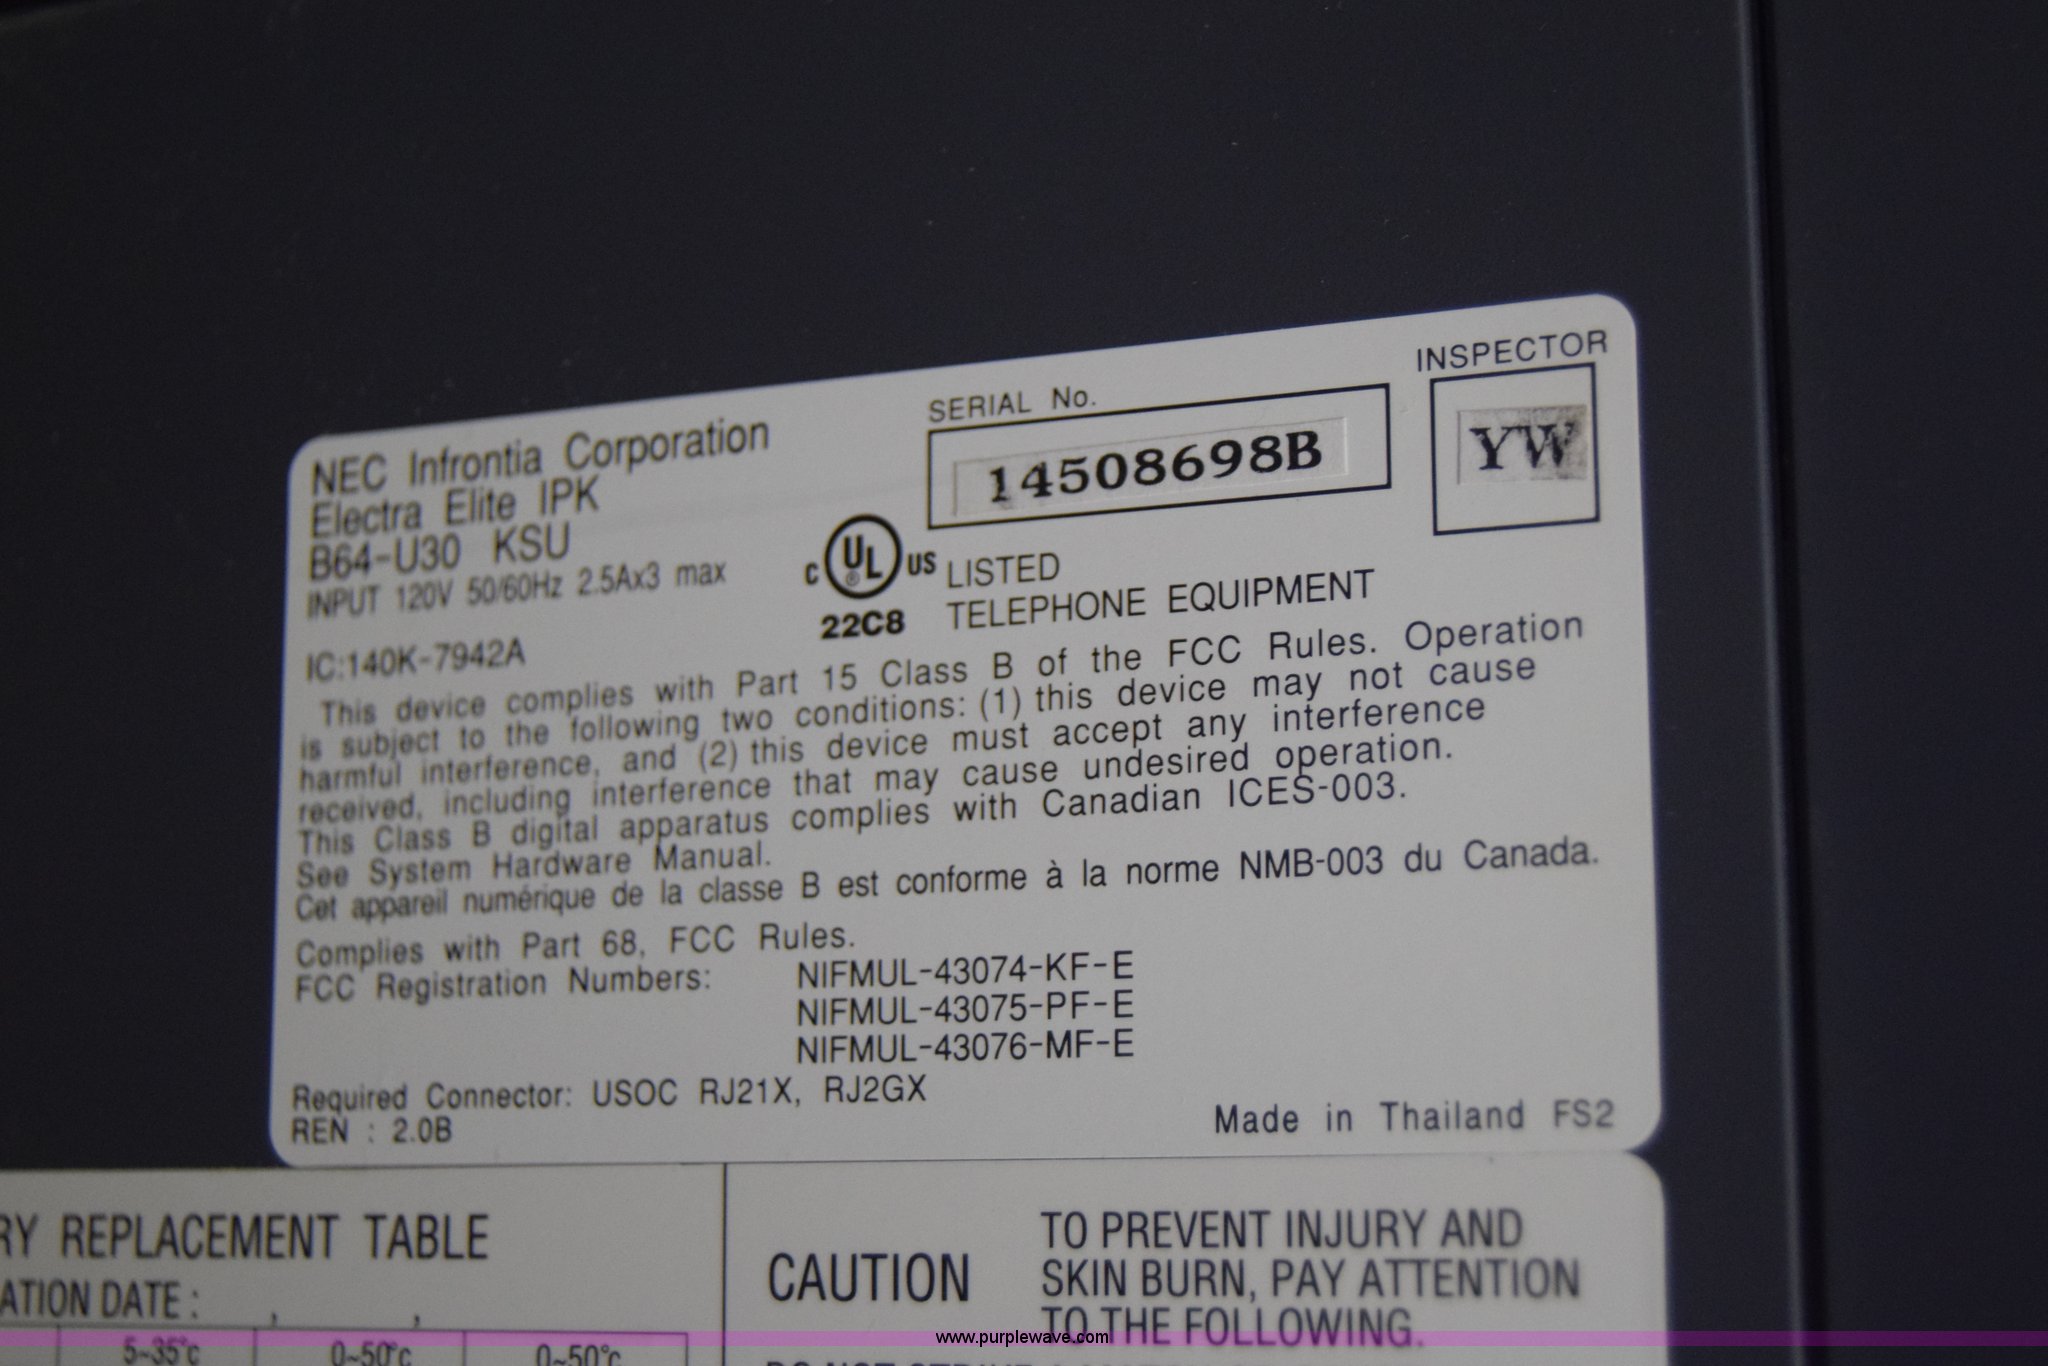 SERIAL No.
INSPECTOR
14508698B
YW
NEC Infrontia Corporation
Electra Elite IPK
B64-U30 KSU
INPUT 120V 50/60Hz 2.5Ax3 max
C UL ® US LISTED
22C8 TELEPHONE EQUIPMENT
IC:140K-7942A
This device complies with Part 15 Class B of the FCC Rules. Operation
is subject to the following two conditions: (1) this device may not cause
harmful interference, and (2) this device must accept any interference
received, including interference that may cause undesired operation.
This Class B digital apparatus complies with Canadian ICES-003.
See System Hardware Manual.
Cet appareil numérique de la classe B est conforme à la norme NMB-003 du Canada.
Complies with Part 68, FCC Rules.
FCC Registration Numbers: NIFMUL-43074-KF-E
NIFMUL-43075-PF-E
NIFMUL-43076-MF-E
Required Connector: USOC RJ21X, RJ2GX
REN : 2.0B
Made in Thailand FS2
RY REPLACEMENT TABLE
ATION DATE : , ,
5~35°c 0~50°c 0~50°c
CAUTION
TO PREVENT INJURY AND
SKIN BURN, PAY ATTENTION
TO THE FOLLOWING.
www.purplewave.com